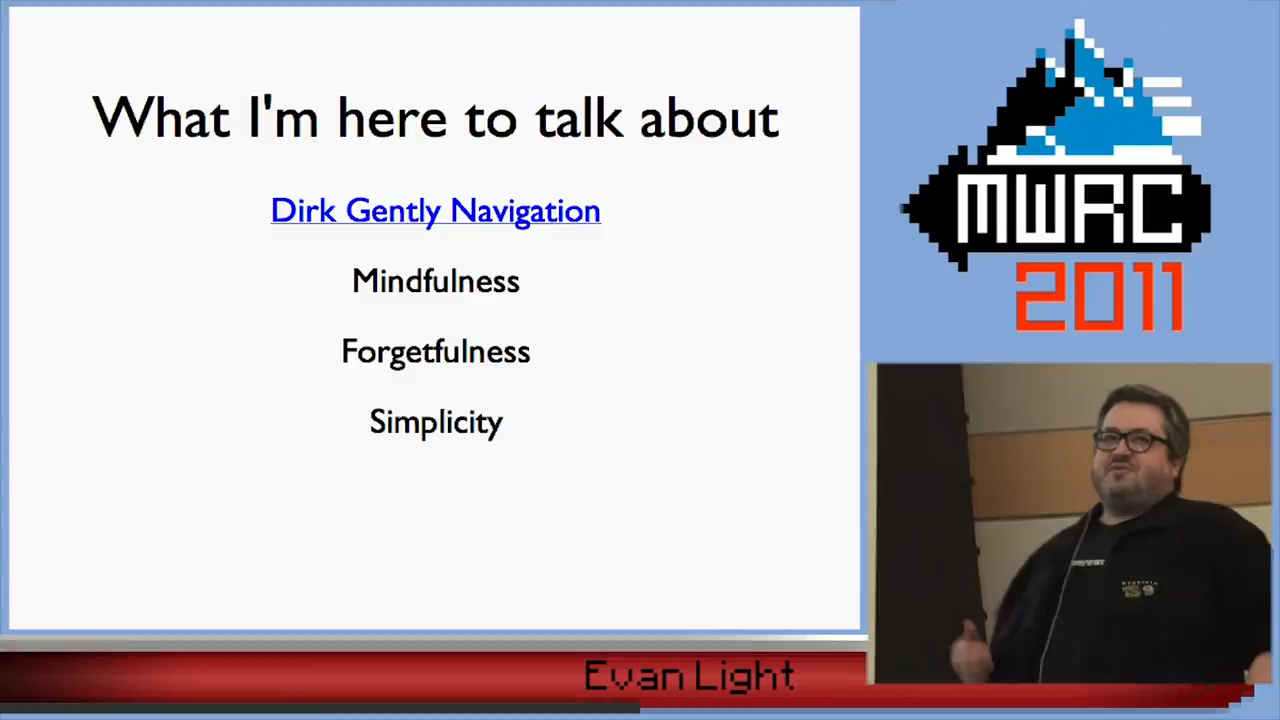 What I'm here to talk about
Dirk Gently Navigation
Mindfulness
Forgetfulness
Simplicity
MWRC
2011
Evan Light